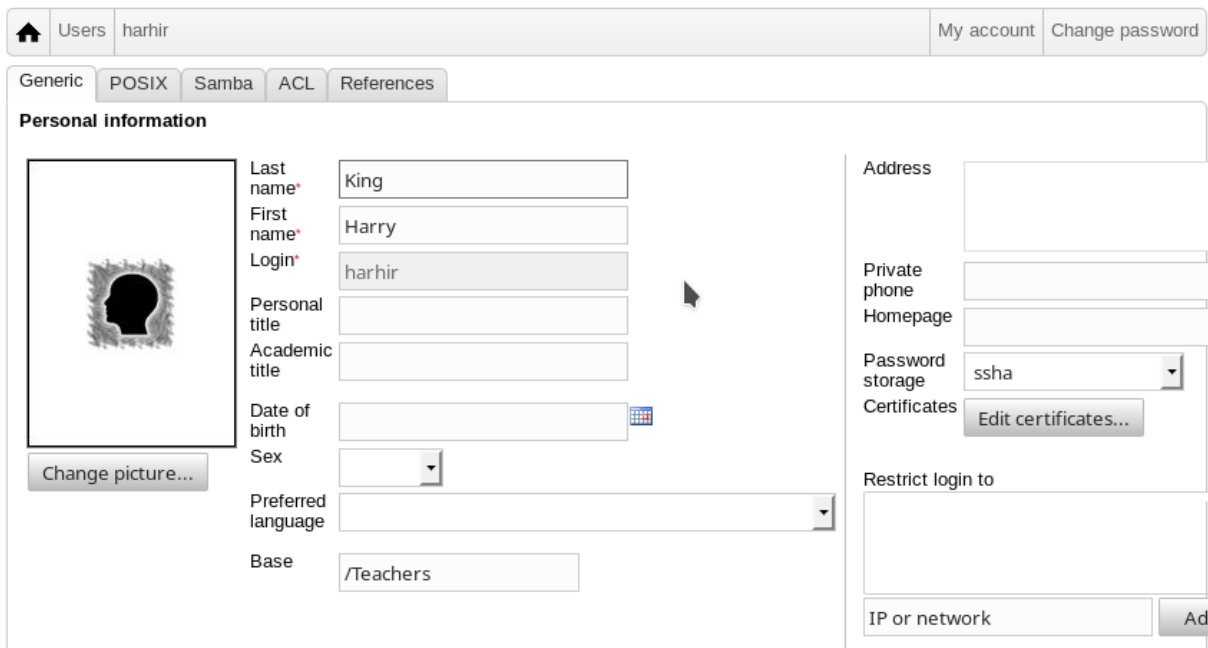 Users harhir My account Change password
Generic POSIX Samba ACL References
Personal information
Last
name*
King
First
name*
Harry
Login*
harhir
Personal
title
Academic
title
Date of
birth
Sex
Preferred
language
Base
/Teachers
Change picture...
Address
Private
phone
Homepage
Password
storage
ssha
Certificates
Edit certificates...
Restrict login to
IP or network